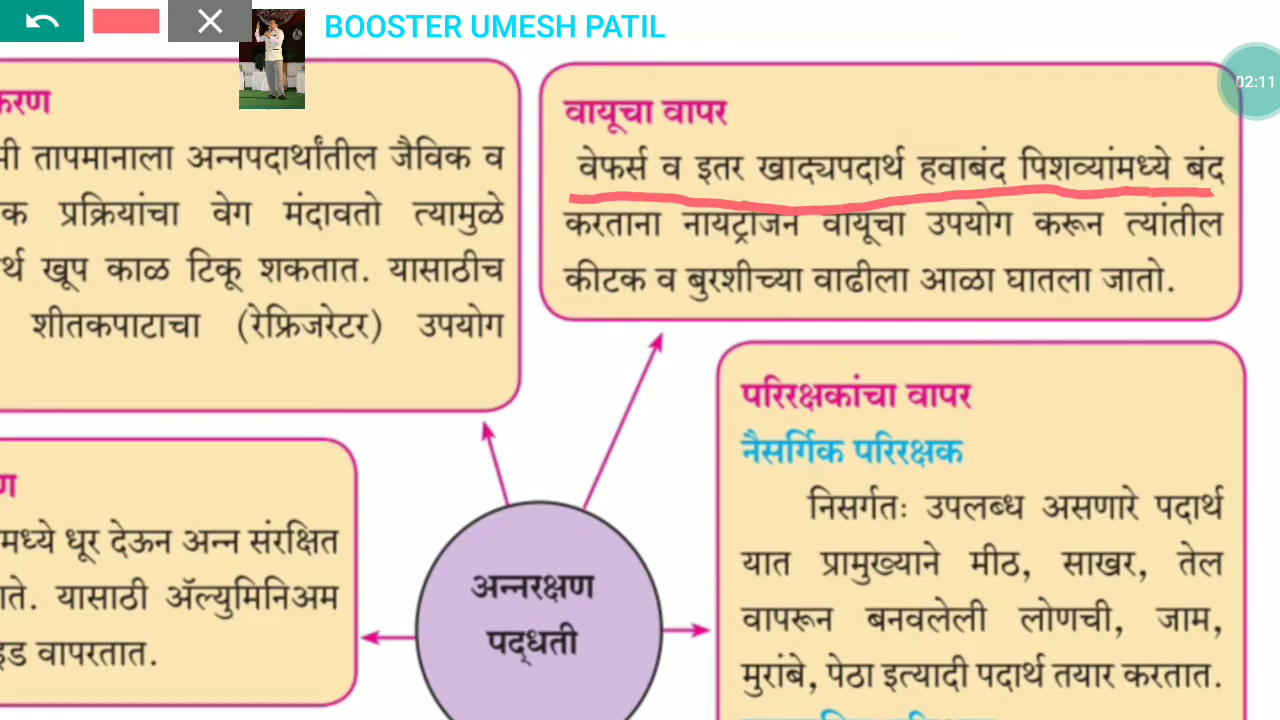 BOOSTER UMESH PATIL
02:11
तापमानाला अन्नपदार्थांतील जैविक व
प्रक्रियांचा वेग मंदावतो त्यामुळे
खूप काळ टिकू शकतात. यासाठीच
शीतकपाटाचा (रेफ्रिजरेटर) उपयोग
वायूचा वापर
वेफर्स व इतर खाद्यपदार्थ हवाबंद पिशव्यांमध्ये बंद
करताना नायट्रोजन वायूचा उपयोग करून त्यांतील
कीटक व बुरशीच्या वाढीला आळा घातला जातो.
मध्ये धूर देऊन अन्न संरक्षित
यासाठी ॲल्युमिनिअम
वापरतात.
अन्नरक्षण
पद्धती
परिरक्षकांचा वापर
नैसर्गिक परिरक्षक
निसर्गतः उपलब्ध असणारे पदार्थ
यात प्रामुख्याने मीठ, साखर, तेल
वापरून बनवलेली लोणची, जाम,
मुरांबे, पेठा इत्यादी पदार्थ तयार करतात.